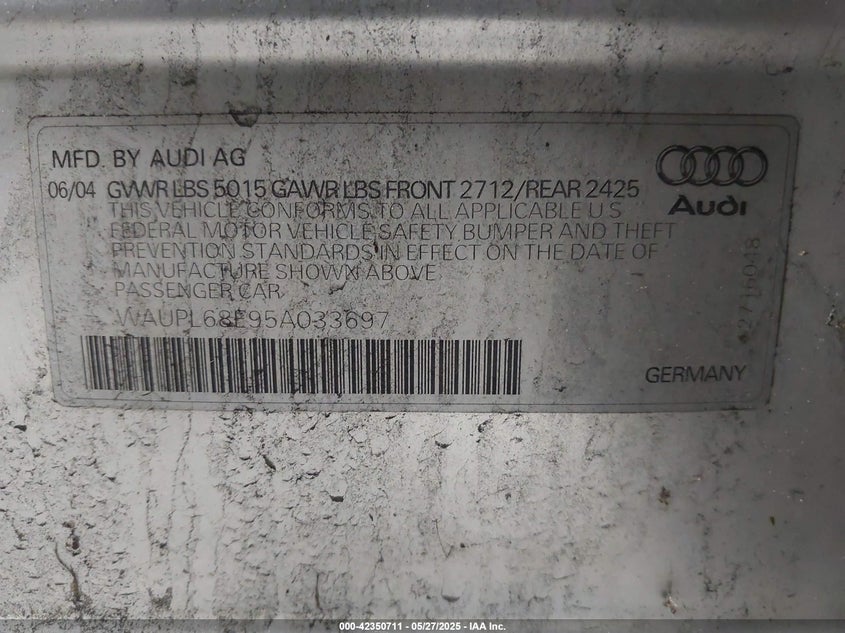 MFD. BY AUDI AG
06/04 GVWR LBS 5015 GAWR LBS FRONT 2712/REAR 2425
THIS VEHICLE CONFORMS TO ALL APPLICABLE U S
FEDERAL MOTOR VEHICLE SAFETY BUMPER AND THEFT
PREVENTION STANDARDS IN EFFECT ON THE DATE OF
MANUFACTURE SHOWX ABOVE
PASSENGER CAR
WAUPL68E95A033697
Audi
GERMANY
2716048
000-42350711 - 05/27/2025 - IAA Inc.